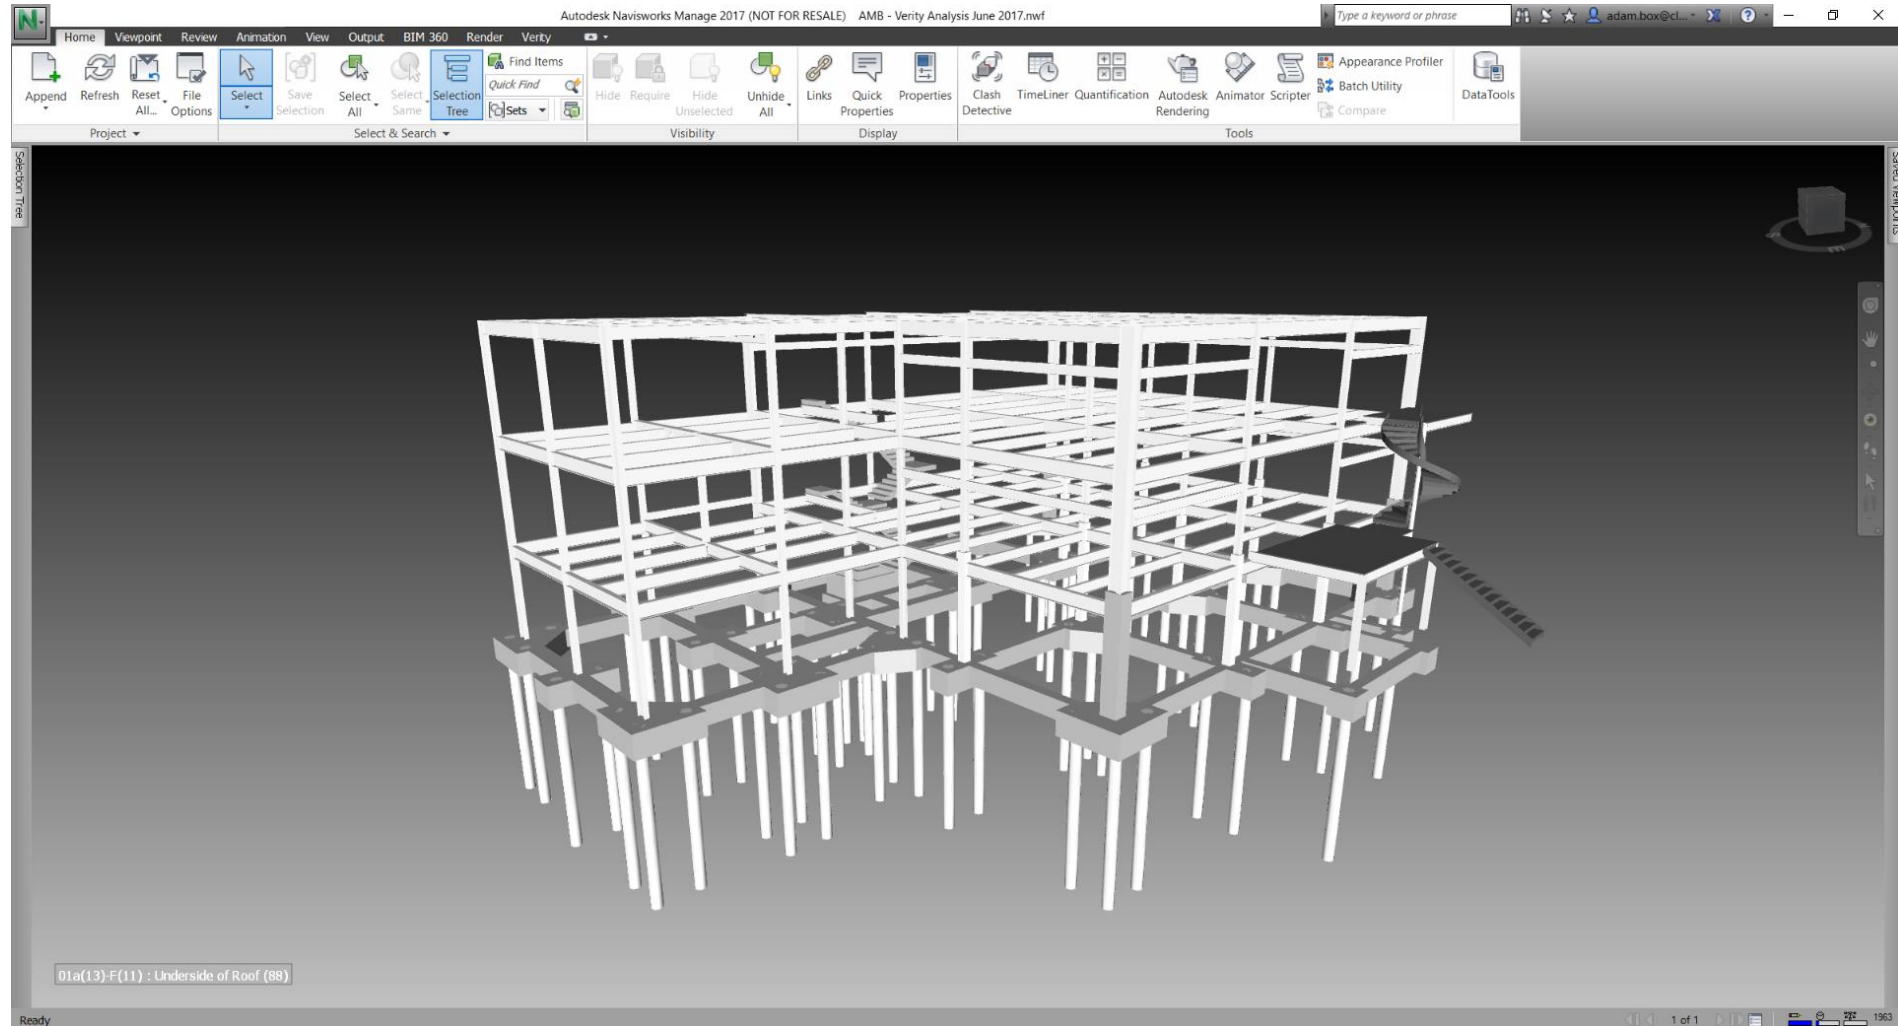 Autodesk Navisworks Manage 2017 (NOT FOR RESALE) AMB - Verity Analysis June 2017.nwf
Type a keyword or phrase
adam.box@cl...
Home Viewpoint Review Animation View Output BIM 360 Render Verity
Append
Refresh
Reset All...
File Options
Select
Save Selection
Select All
Select Same
Selection Tree
Find Items
Quick Find
Sets
Hide
Require
Hide Unselected
Unhide All
Links
Quick Properties
Properties
Clash Detective
TimeLiner
Quantification
Autodesk Rendering
Animator
Scripter
Appearance Profiler
Batch Utility
Compare
DataTools
Project
Select & Search
Visibility
Display
Tools
Selection Tree
Saved Viewpoints
01a(13)-F(11) : Underside of Roof (88)
Ready
1 of 1
1963